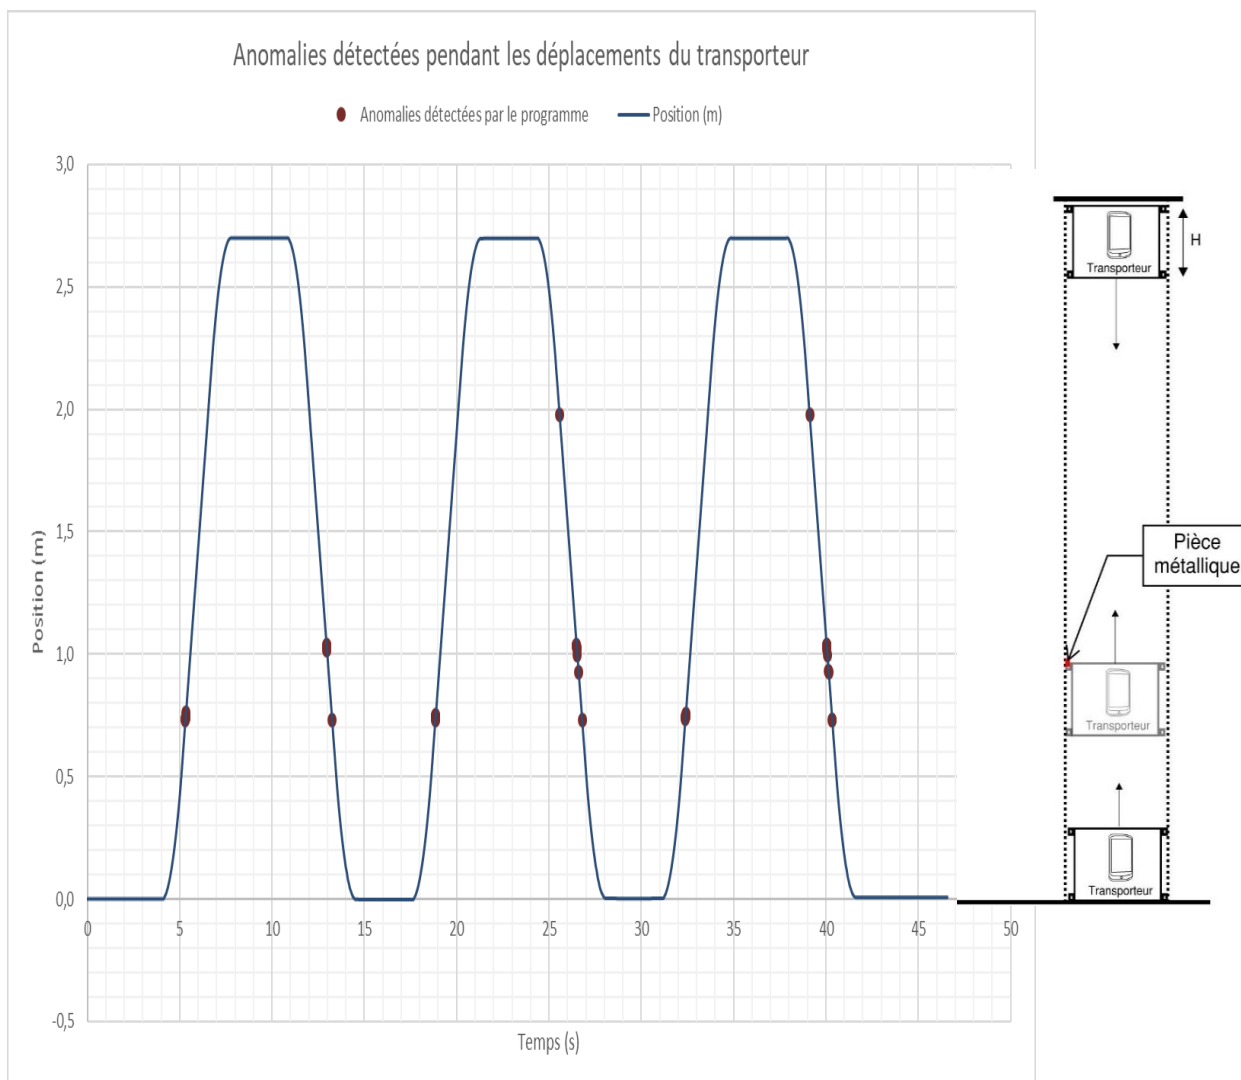 Anomalies détectées pendant les déplacements du transporteur
Anomalies détectées par le programme
Position (m)
3,0
2,5
2,0
1,5
1,0
0,5
0,0
-0,5
Position (m)
0
5
10
15
20
25
30
35
40
45
50
Temps (s)
Transporteur
H
Pièce
métallique
Transporteur
Transporteur